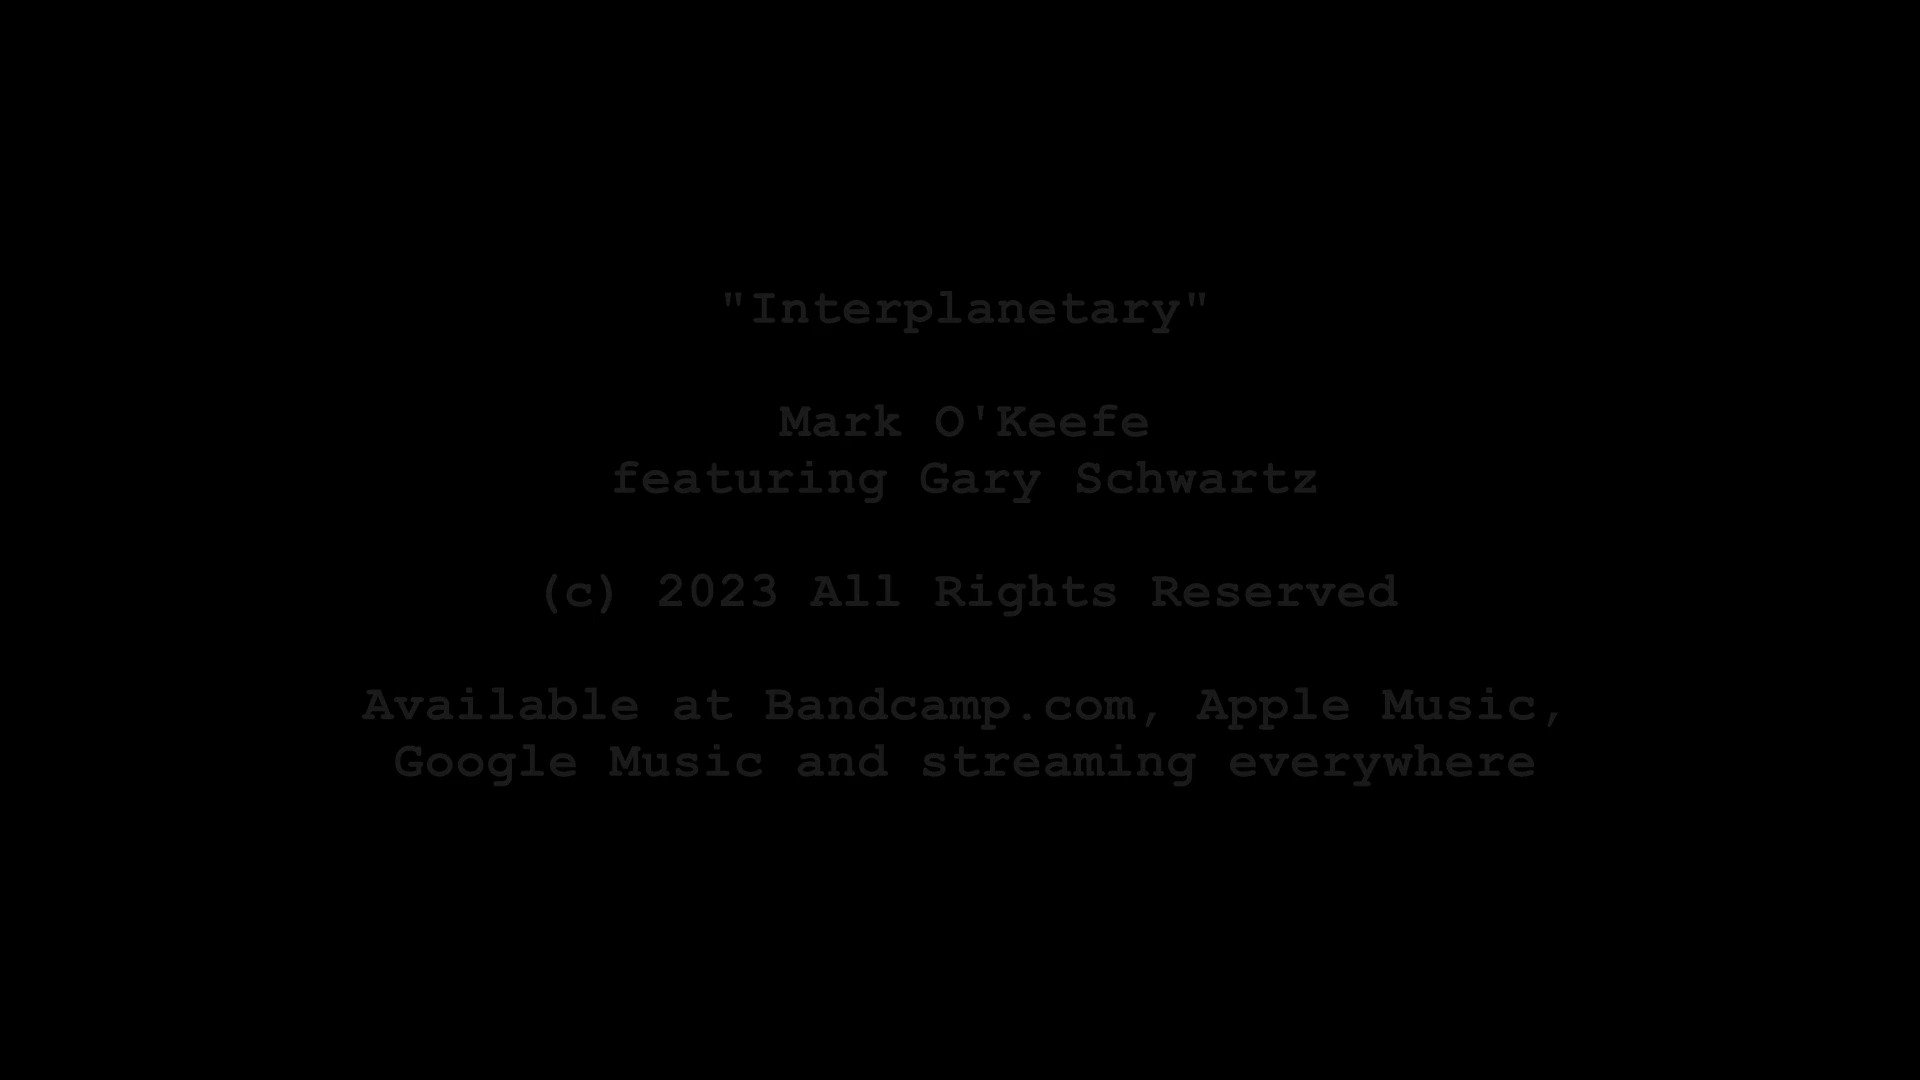 "Interplanetary"
Mark O'Keefe
featuring Gary Schwartz
(c) 2023 All Rights Reserved
Available at Bandcamp.com, Apple Music,
Google Music and streaming everywhere